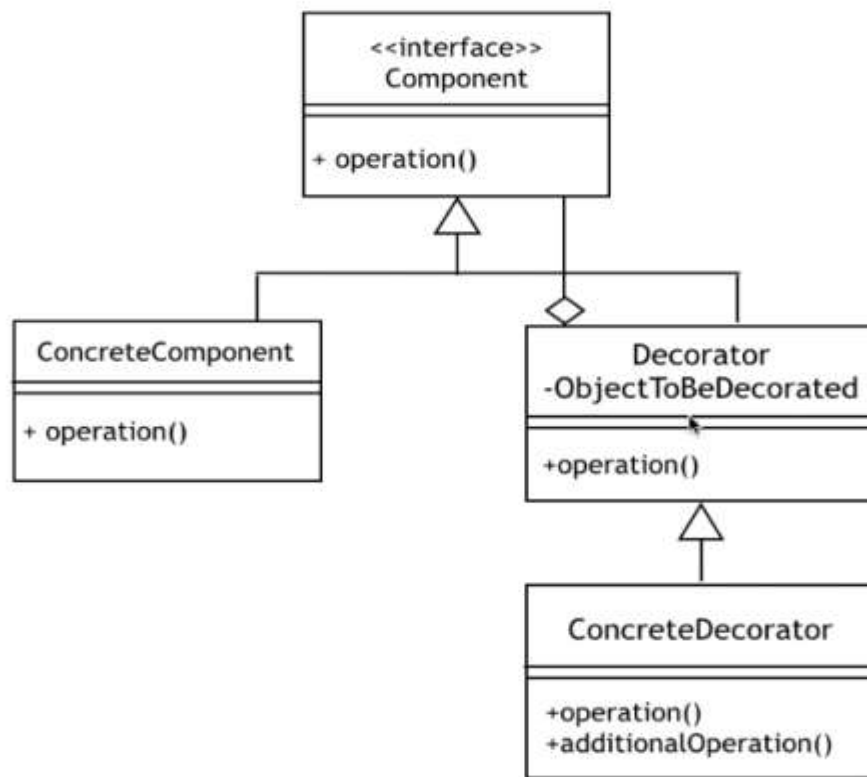 <<interface>>
Component
+ operation()
ConcreteComponent
+ operation()
Decorator
-ObjectToBeDecorated
+operation()
ConcreteDecorator
+operation()
+additionalOperation()